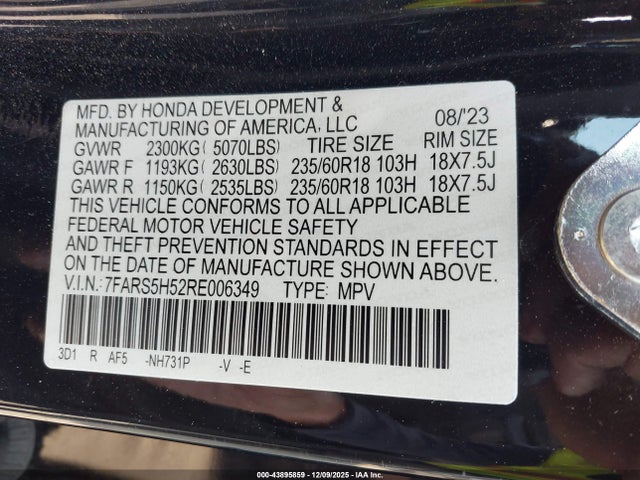 MFD. BY HONDA DEVELOPMENT & 08/'23
MANUFACTURING OF AMERICA, LLC
GVWR 2300KG ( 5070LBS) TIRE SIZE RIM SIZE
GAWR F 1193KG ( 2630LBS) 235/60R18 103H 18X7.5J
GAWR R 1150KG ( 2535LBS) 235/60R18 103H 18X7.5J
THIS VEHICLE CONFORMS TO ALL APPLICABLE
FEDERAL MOTOR VEHICLE SAFETY
AND THEFT PREVENTION STANDARDS IN EFFECT
ON THE DATE OF MANUFACTURE SHOWN ABOVE.
V.I.N.: 7FARS5H52RE006349 TYPE: MPV
3D1 R AF5 -NH731P -V -E
000-43895859 - 12/09/2025 - IAAI, Inc.